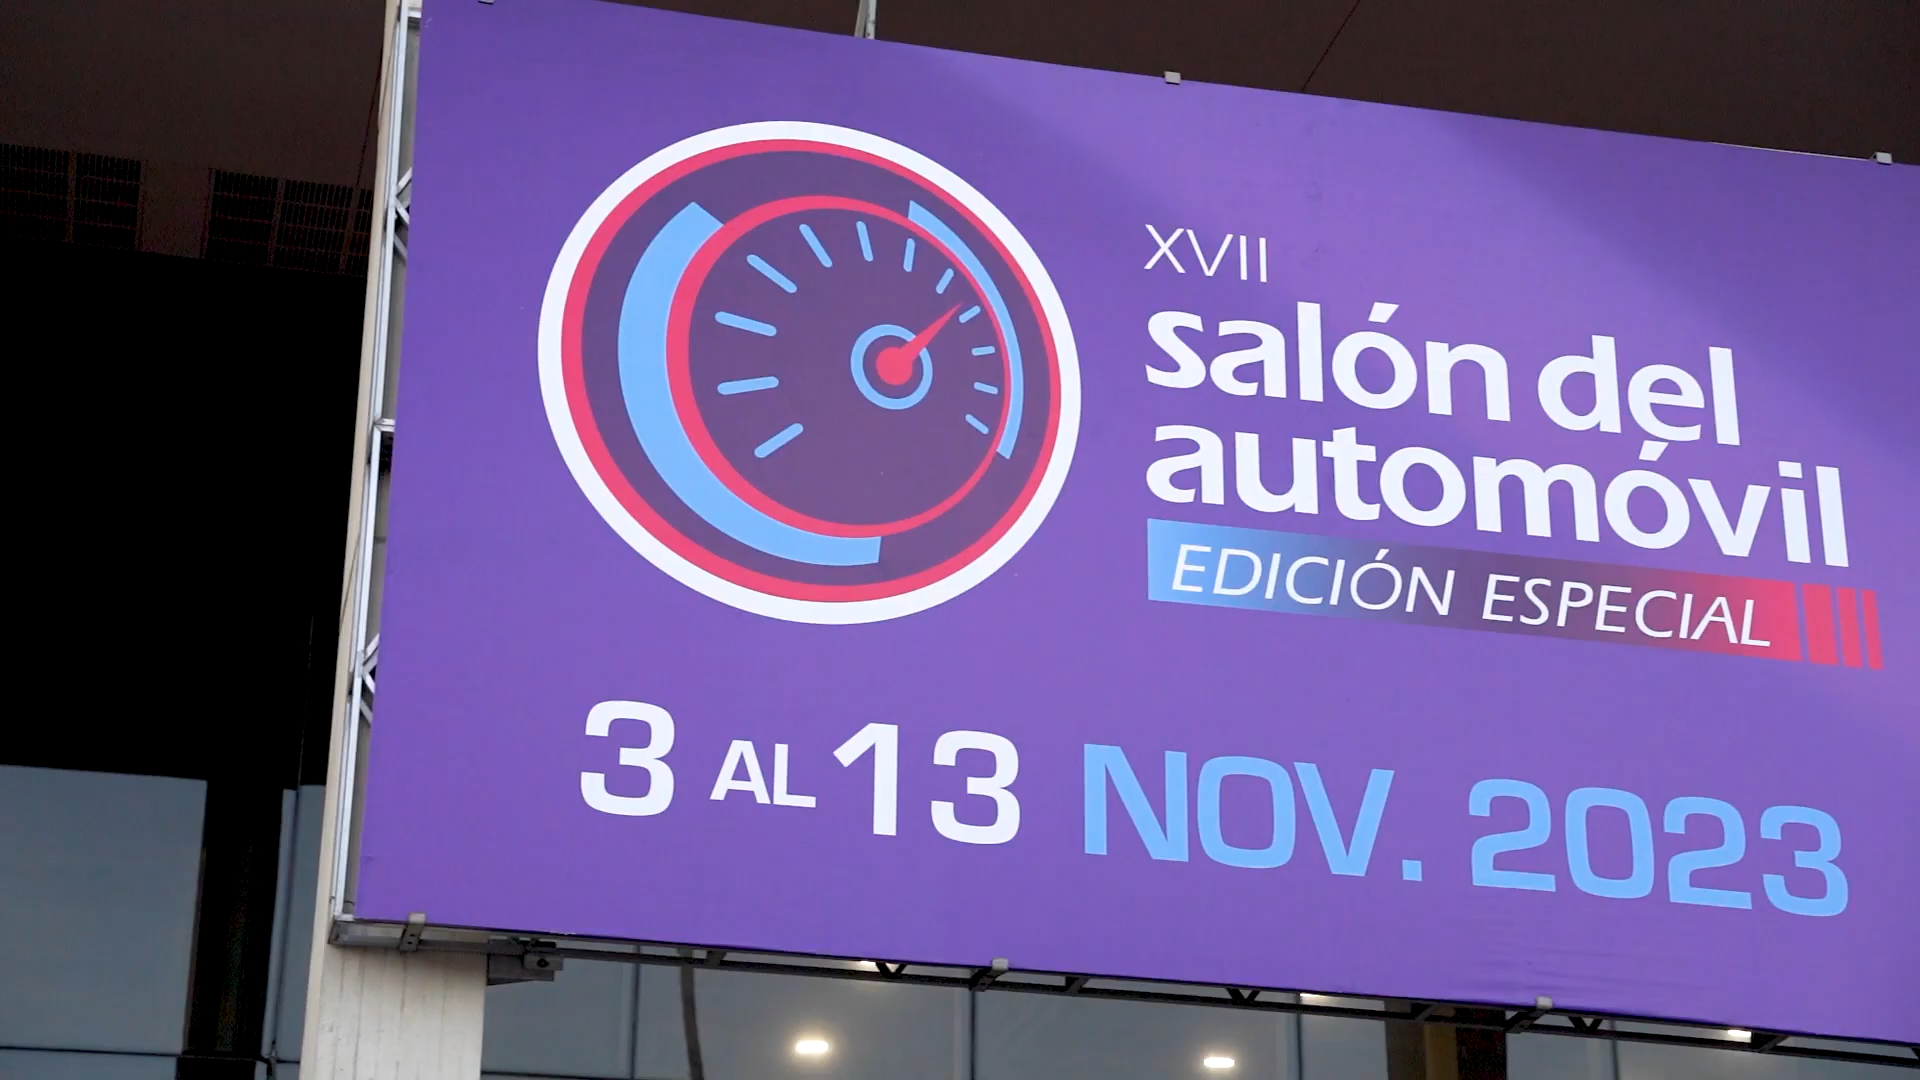 XVII
salón del
automóvil
EDICIÓN ESPECIAL
3 AL 13 NOV. 2023